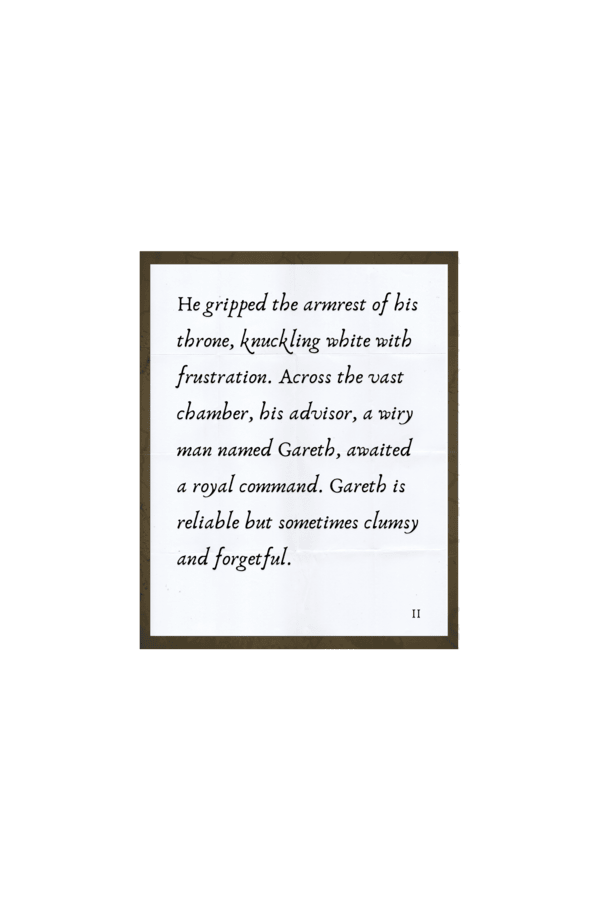 He gripped the armrest of his
throne, knuckling white with
frustration. Across the vast
chamber, his advisor, a wiry
man named Gareth, awaited
a royal command. Gareth is
reliable but sometimes clumsy
and forgetful.
II